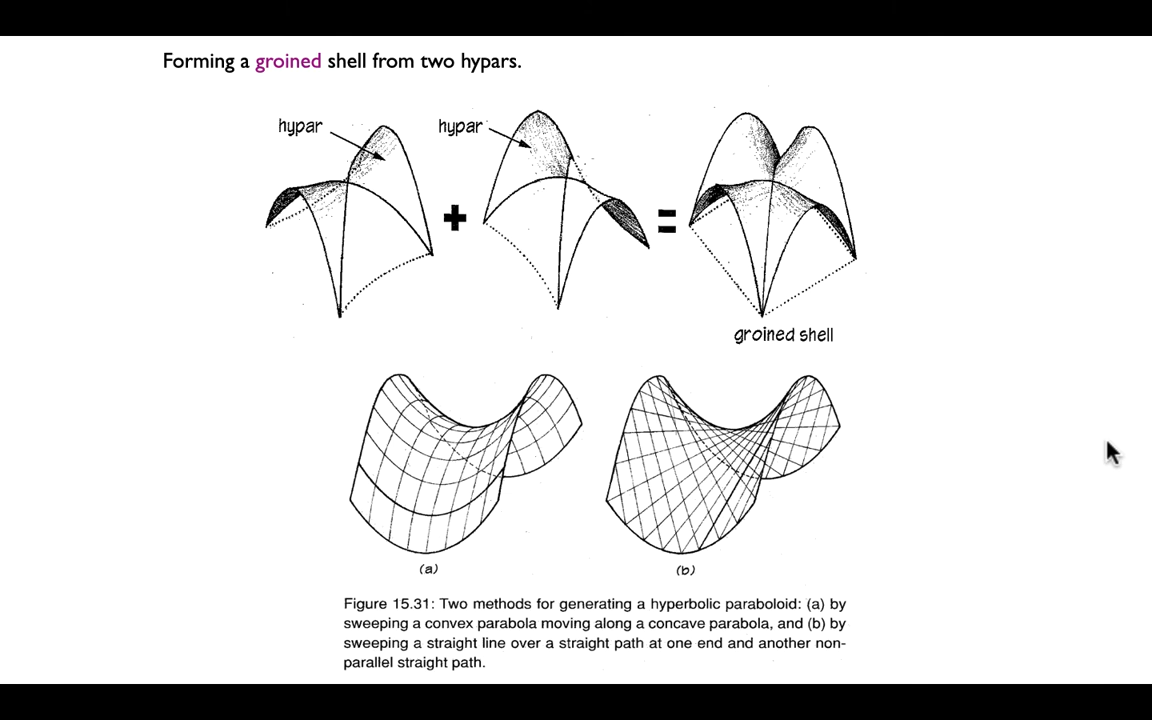 Forming a groined shell from two hypars.
hypar
hypar
+
=
groined shell
(a)
(b)
Figure 15.31: Two methods for generating a hyperbolic paraboloid: (a) by
sweeping a convex parabola moving along a concave parabola, and (b) by
sweeping a straight line over a straight path at one end and another non-
parallel straight path.